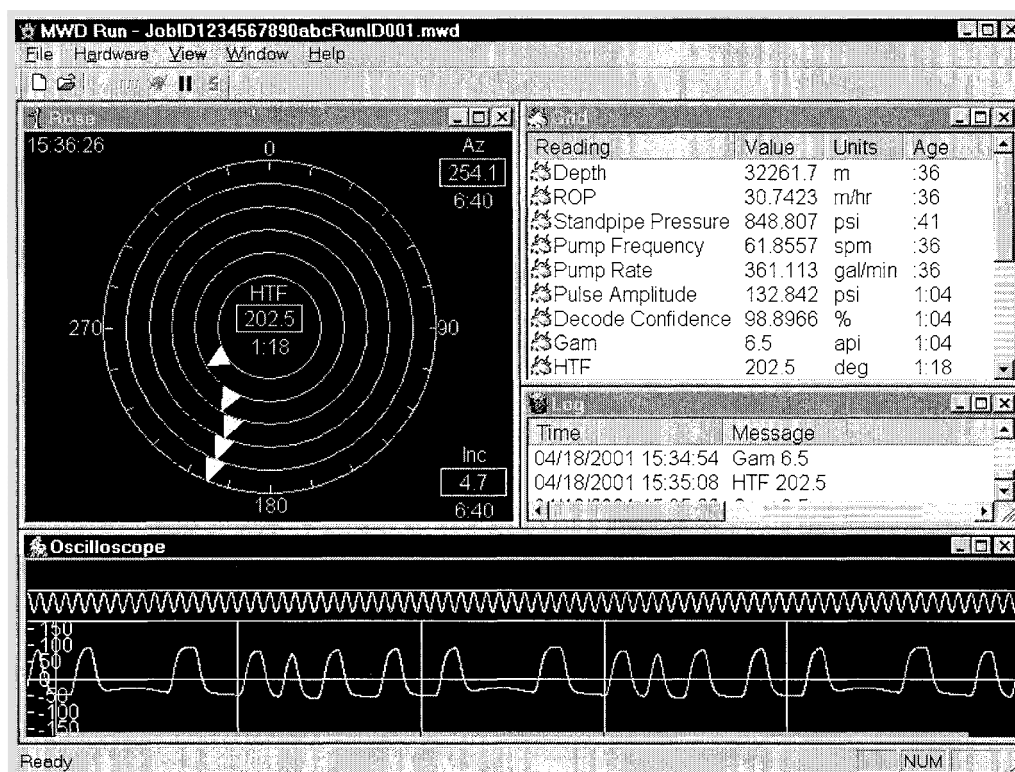 MWD Run - JobID1234567890abcRunID001.mwd
File Hardware View Window Help
Rose
15:36:26
0
Az
254.1
6:40
HTF
202.5
1:18
270
90
180
Inc
4.7
6:40
Grid
Reading Value Units Age
Depth 32261.7 m :36
ROP 30.7423 m/hr :36
Standpipe Pressure 848.807 psi :41
Pump Frequency 61.8557 spm :36
Pump Rate 361.113 gal/min :36
Pulse Amplitude 132.842 psi 1:04
Decode Confidence 98.8966 % 1:04
Gam 6.5 api 1:04
HTF 202.5 deg 1:18
Log
Time Message
04/18/2001 15:34:54 Gam 6.5
04/18/2001 15:35:08 HTF 202.5
Oscilloscope
150
100
50
0
-50
-100
-150
Ready NUM